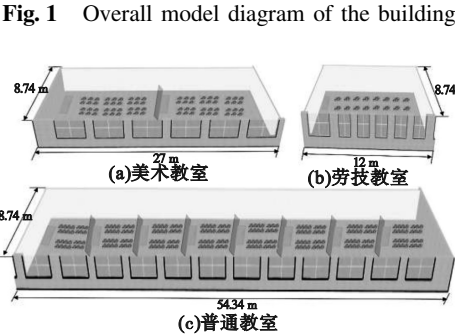 Fig. 1 Overall model diagram of the building
8.74 m
27 m
(a)美术教室
8.74
12 m
(b)劳技教室
8.74 m
54.34 m
(c)普通教室